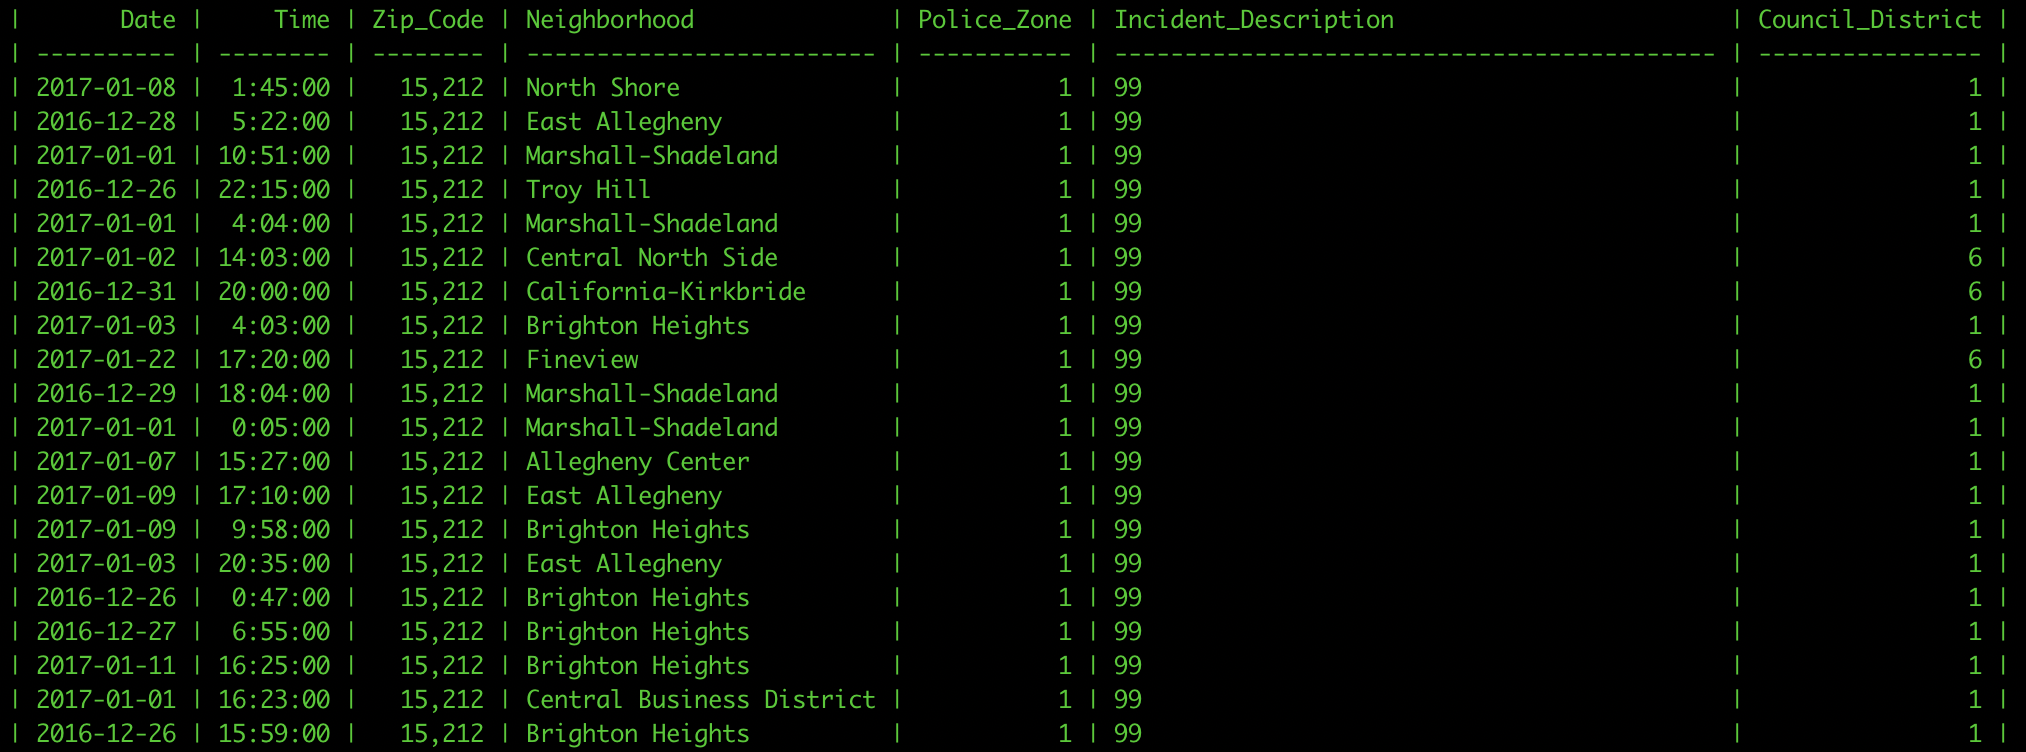 |       Date |     Time | Zip_Code | Neighborhood              | Police_Zone | Incident_Description                        | Council_District |
| ---------- | -------- | -------- | ------------------------- | ----------- | ------------------------------------------- | ---------------- |
| 2017-01-08 |  1:45:00 |   15,212 | North Shore               |           1 | 99                                          |                1 |
| 2016-12-28 |  5:22:00 |   15,212 | East Allegheny            |           1 | 99                                          |                1 |
| 2017-01-01 | 10:51:00 |   15,212 | Marshall-Shadeland        |           1 | 99                                          |                1 |
| 2016-12-26 | 22:15:00 |   15,212 | Troy Hill                 |           1 | 99                                          |                1 |
| 2017-01-01 |  4:04:00 |   15,212 | Marshall-Shadeland        |           1 | 99                                          |                1 |
| 2017-01-02 | 14:03:00 |   15,212 | Central North Side        |           1 | 99                                          |                6 |
| 2016-12-31 | 20:00:00 |   15,212 | California-Kirkbride      |           1 | 99                                          |                6 |
| 2017-01-03 |  4:03:00 |   15,212 | Brighton Heights          |           1 | 99                                          |                1 |
| 2017-01-22 | 17:20:00 |   15,212 | Fineview                  |           1 | 99                                          |                6 |
| 2016-12-29 | 18:04:00 |   15,212 | Marshall-Shadeland        |           1 | 99                                          |                1 |
| 2017-01-01 |  0:05:00 |   15,212 | Marshall-Shadeland        |           1 | 99                                          |                1 |
| 2017-01-07 | 15:27:00 |   15,212 | Allegheny Center          |           1 | 99                                          |                1 |
| 2017-01-09 | 17:10:00 |   15,212 | East Allegheny            |           1 | 99                                          |                1 |
| 2017-01-09 |  9:58:00 |   15,212 | Brighton Heights          |           1 | 99                                          |                1 |
| 2017-01-03 | 20:35:00 |   15,212 | East Allegheny            |           1 | 99                                          |                1 |
| 2016-12-26 |  0:47:00 |   15,212 | Brighton Heights          |           1 | 99                                          |                1 |
| 2016-12-27 |  6:55:00 |   15,212 | Brighton Heights          |           1 | 99                                          |                1 |
| 2017-01-11 | 16:25:00 |   15,212 | Brighton Heights          |           1 | 99                                          |                1 |
| 2017-01-01 | 16:23:00 |   15,212 | Central Business District |           1 | 99                                          |                1 |
| 2016-12-26 | 15:59:00 |   15,212 | Brighton Heights          |           1 | 99                                          |                1 |